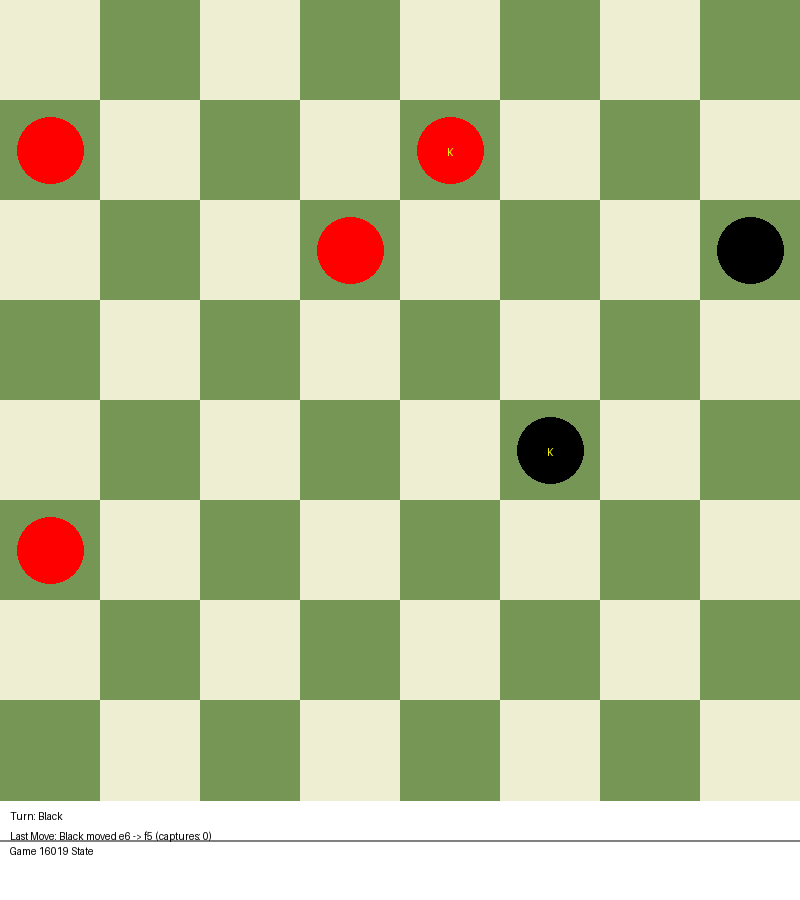 K
K
Turn: Black
Last Move: Black moved e6 -> f5 (captures: 0)
Game 16019 State